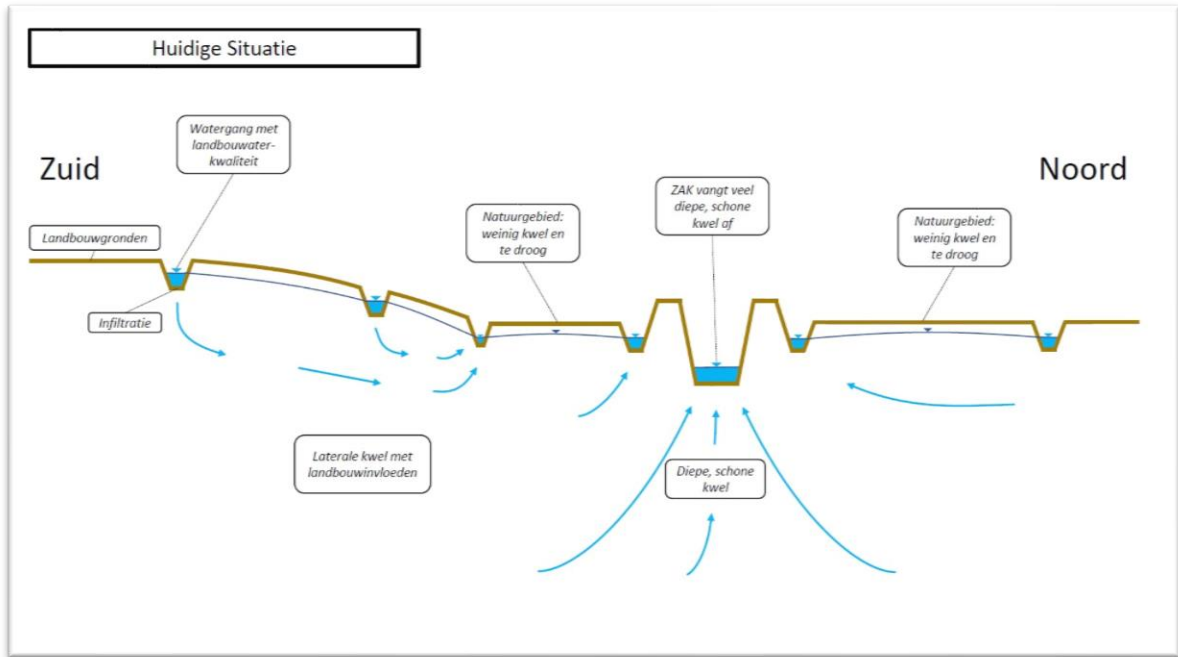 Huidige Situatie
Zuid
Noord
Watergang met
landbouwater-
kwaliteit
Landbouwgronden
Infiltratie
Natuurgebied:
weinig kwel en
te droog
ZAK vangt veel
diepe, schone
kwel af
Natuurgebied:
weinig kwel en
te droog
Laterale kwel met
landbouwinvloeden
Diepe, schone
kwel